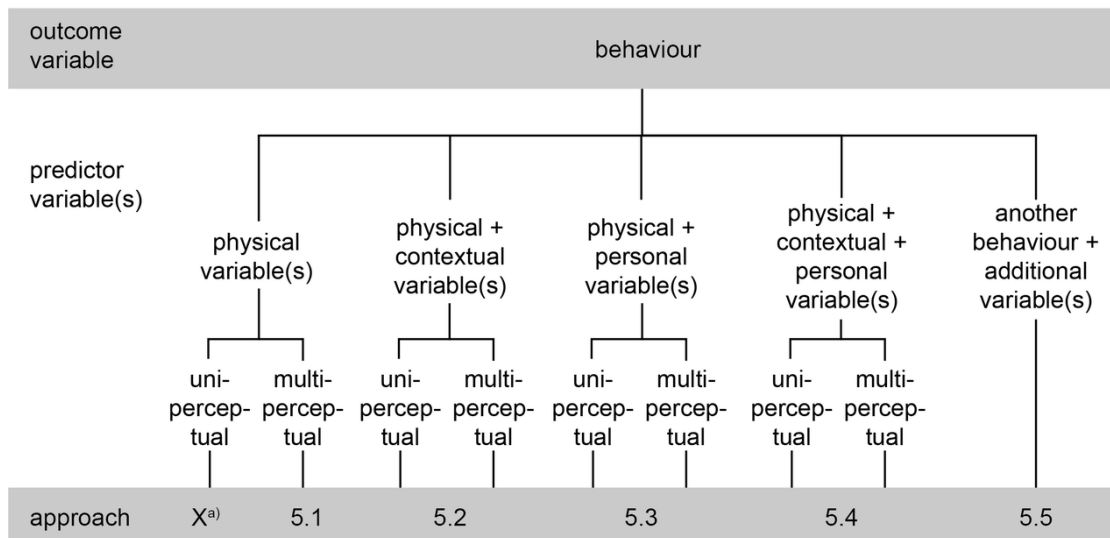 outcome
variable
behaviour
predictor
variable(s)
physical
variable(s)
physical +
contextual
variable(s)
physical +
personal
variable(s)
physical +
contextual +
personal
variable(s)
another
behaviour +
additional
variable(s)
uni-
percep-
tual
multi-
percep-
tual
uni-
percep-
tual
multi-
percep-
tual
uni-
percep-
tual
multi-
percep-
tual
uni-
percep-
tual
multi-
percep-
tual
approach Xᵃ⁾ 5.1 5.2 5.3 5.4 5.5